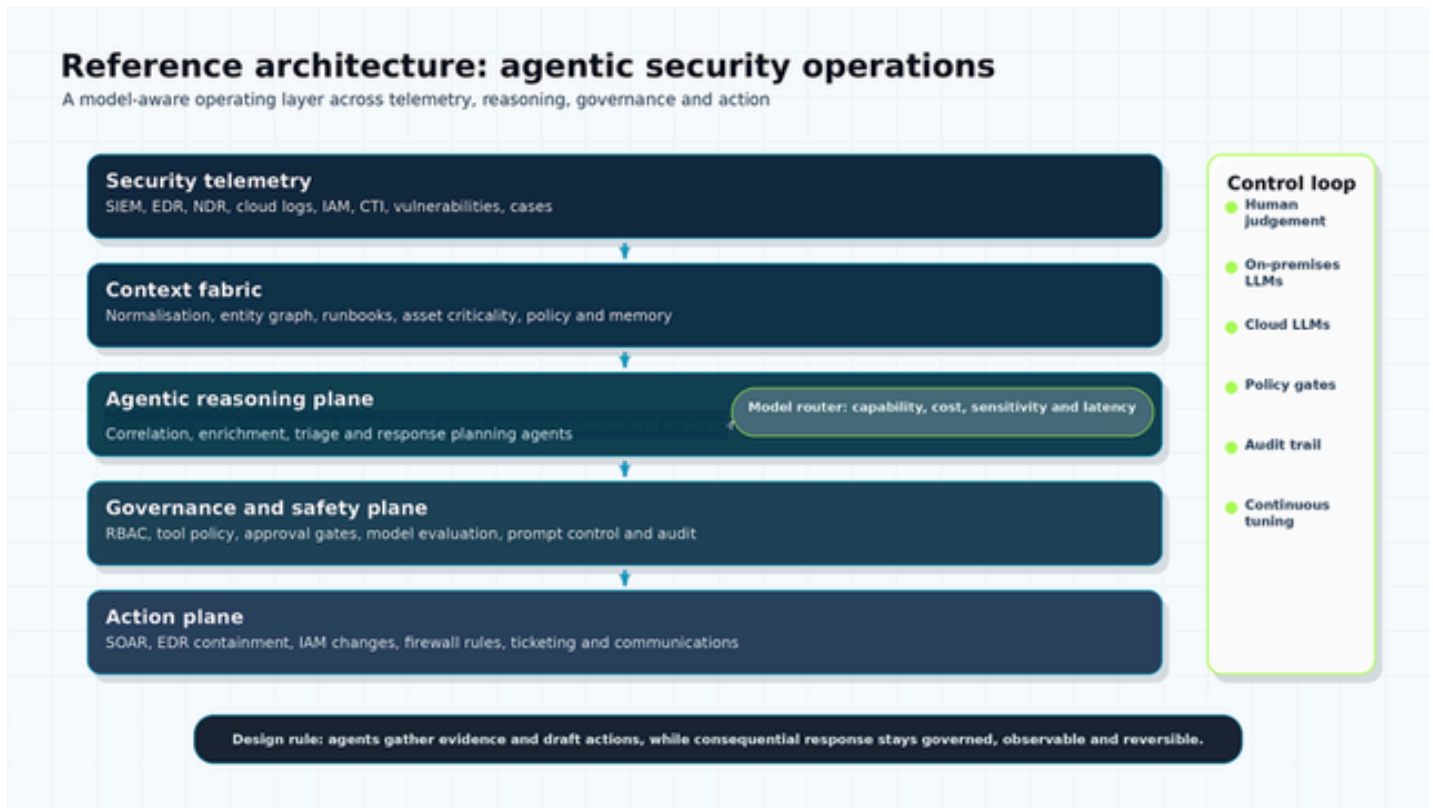 Reference architecture: agentic security operations
A model-aware operating layer across telemetry, reasoning, governance and action
Security telemetry
SIEM, EDR, NDR, cloud logs, IAM, CTI, vulnerabilities, cases
Context fabric
Normalisation, entity graph, runbooks, asset criticality, policy and memory
Agentic reasoning plane
Correlation, enrichment, triage and response planning agents
Model router: capability, cost, sensitivity and latency
Governance and safety plane
RBAC, tool policy, approval gates, model evaluation, prompt control and audit
Action plane
SOAR, EDR containment, IAM changes, firewall rules, ticketing and communications
Control loop
Human
judgement
On-premises
LLMs
Cloud LLMs
Policy gates
Audit trail
Continuous
tuning
Design rule: agents gather evidence and draft actions, while consequential response stays governed, observable and reversible.